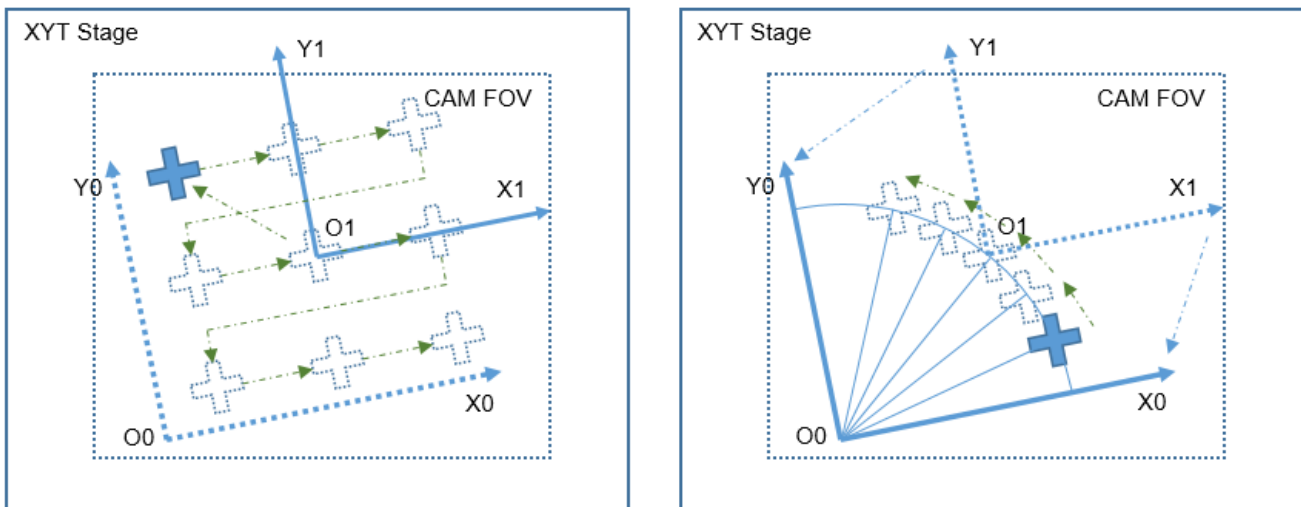 XYT Stage
Y1
CAM FOV
Y0
X1
O1
X0
O0
XYT Stage
Y1
CAM FOV
Y0
X1
O1
X0
O0